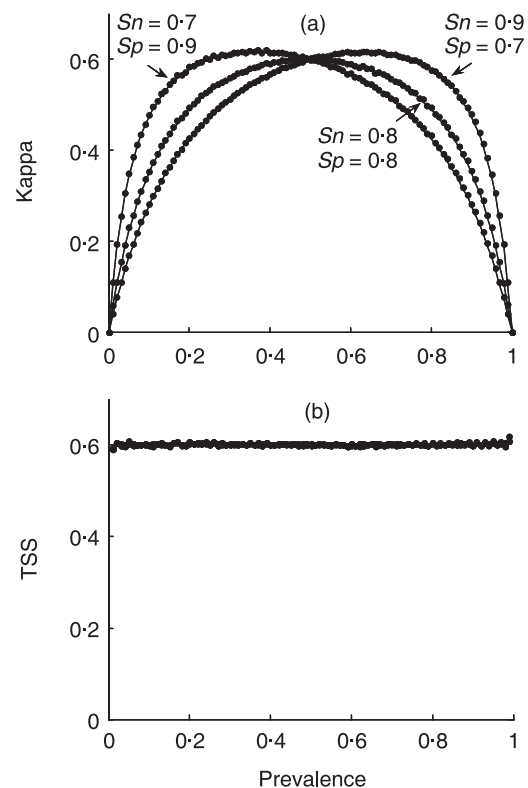 (a)
Sn = 0·7
Sp = 0·9
Sn = 0·9
Sp = 0·7
Sn = 0·8
Sp = 0·8
Kappa
0·6
0·4
0·2
0
0 0·2 0·4 0·6 0·8 1
(b)
TSS
0·6
0·4
0·2
0
0 0·2 0·4 0·6 0·8 1
Prevalence